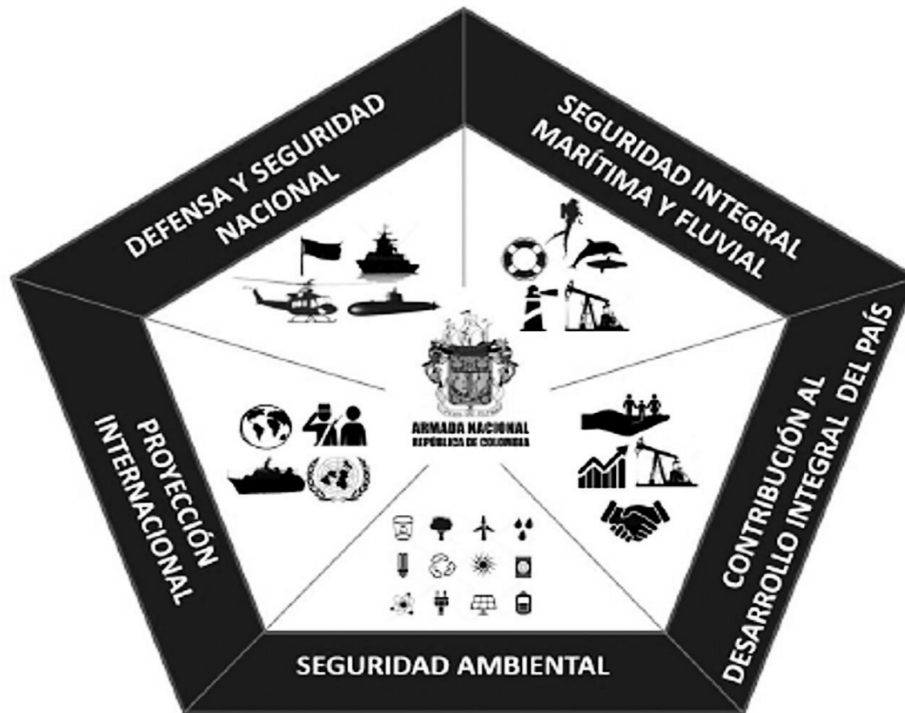 DEFENSA Y SEGURIDAD
NACIONAL
SEGURIDAD INTEGRAL
MARÍTIMA Y FLUVIAL
CONTRIBUCIÓN AL
DESARROLLO INTEGRAL DEL PAÍS
SEGURIDAD AMBIENTAL
PROYECCIÓN
INTERNACIONAL
ARMADA NACIONAL
REPÚBLICA DE COLOMBIA